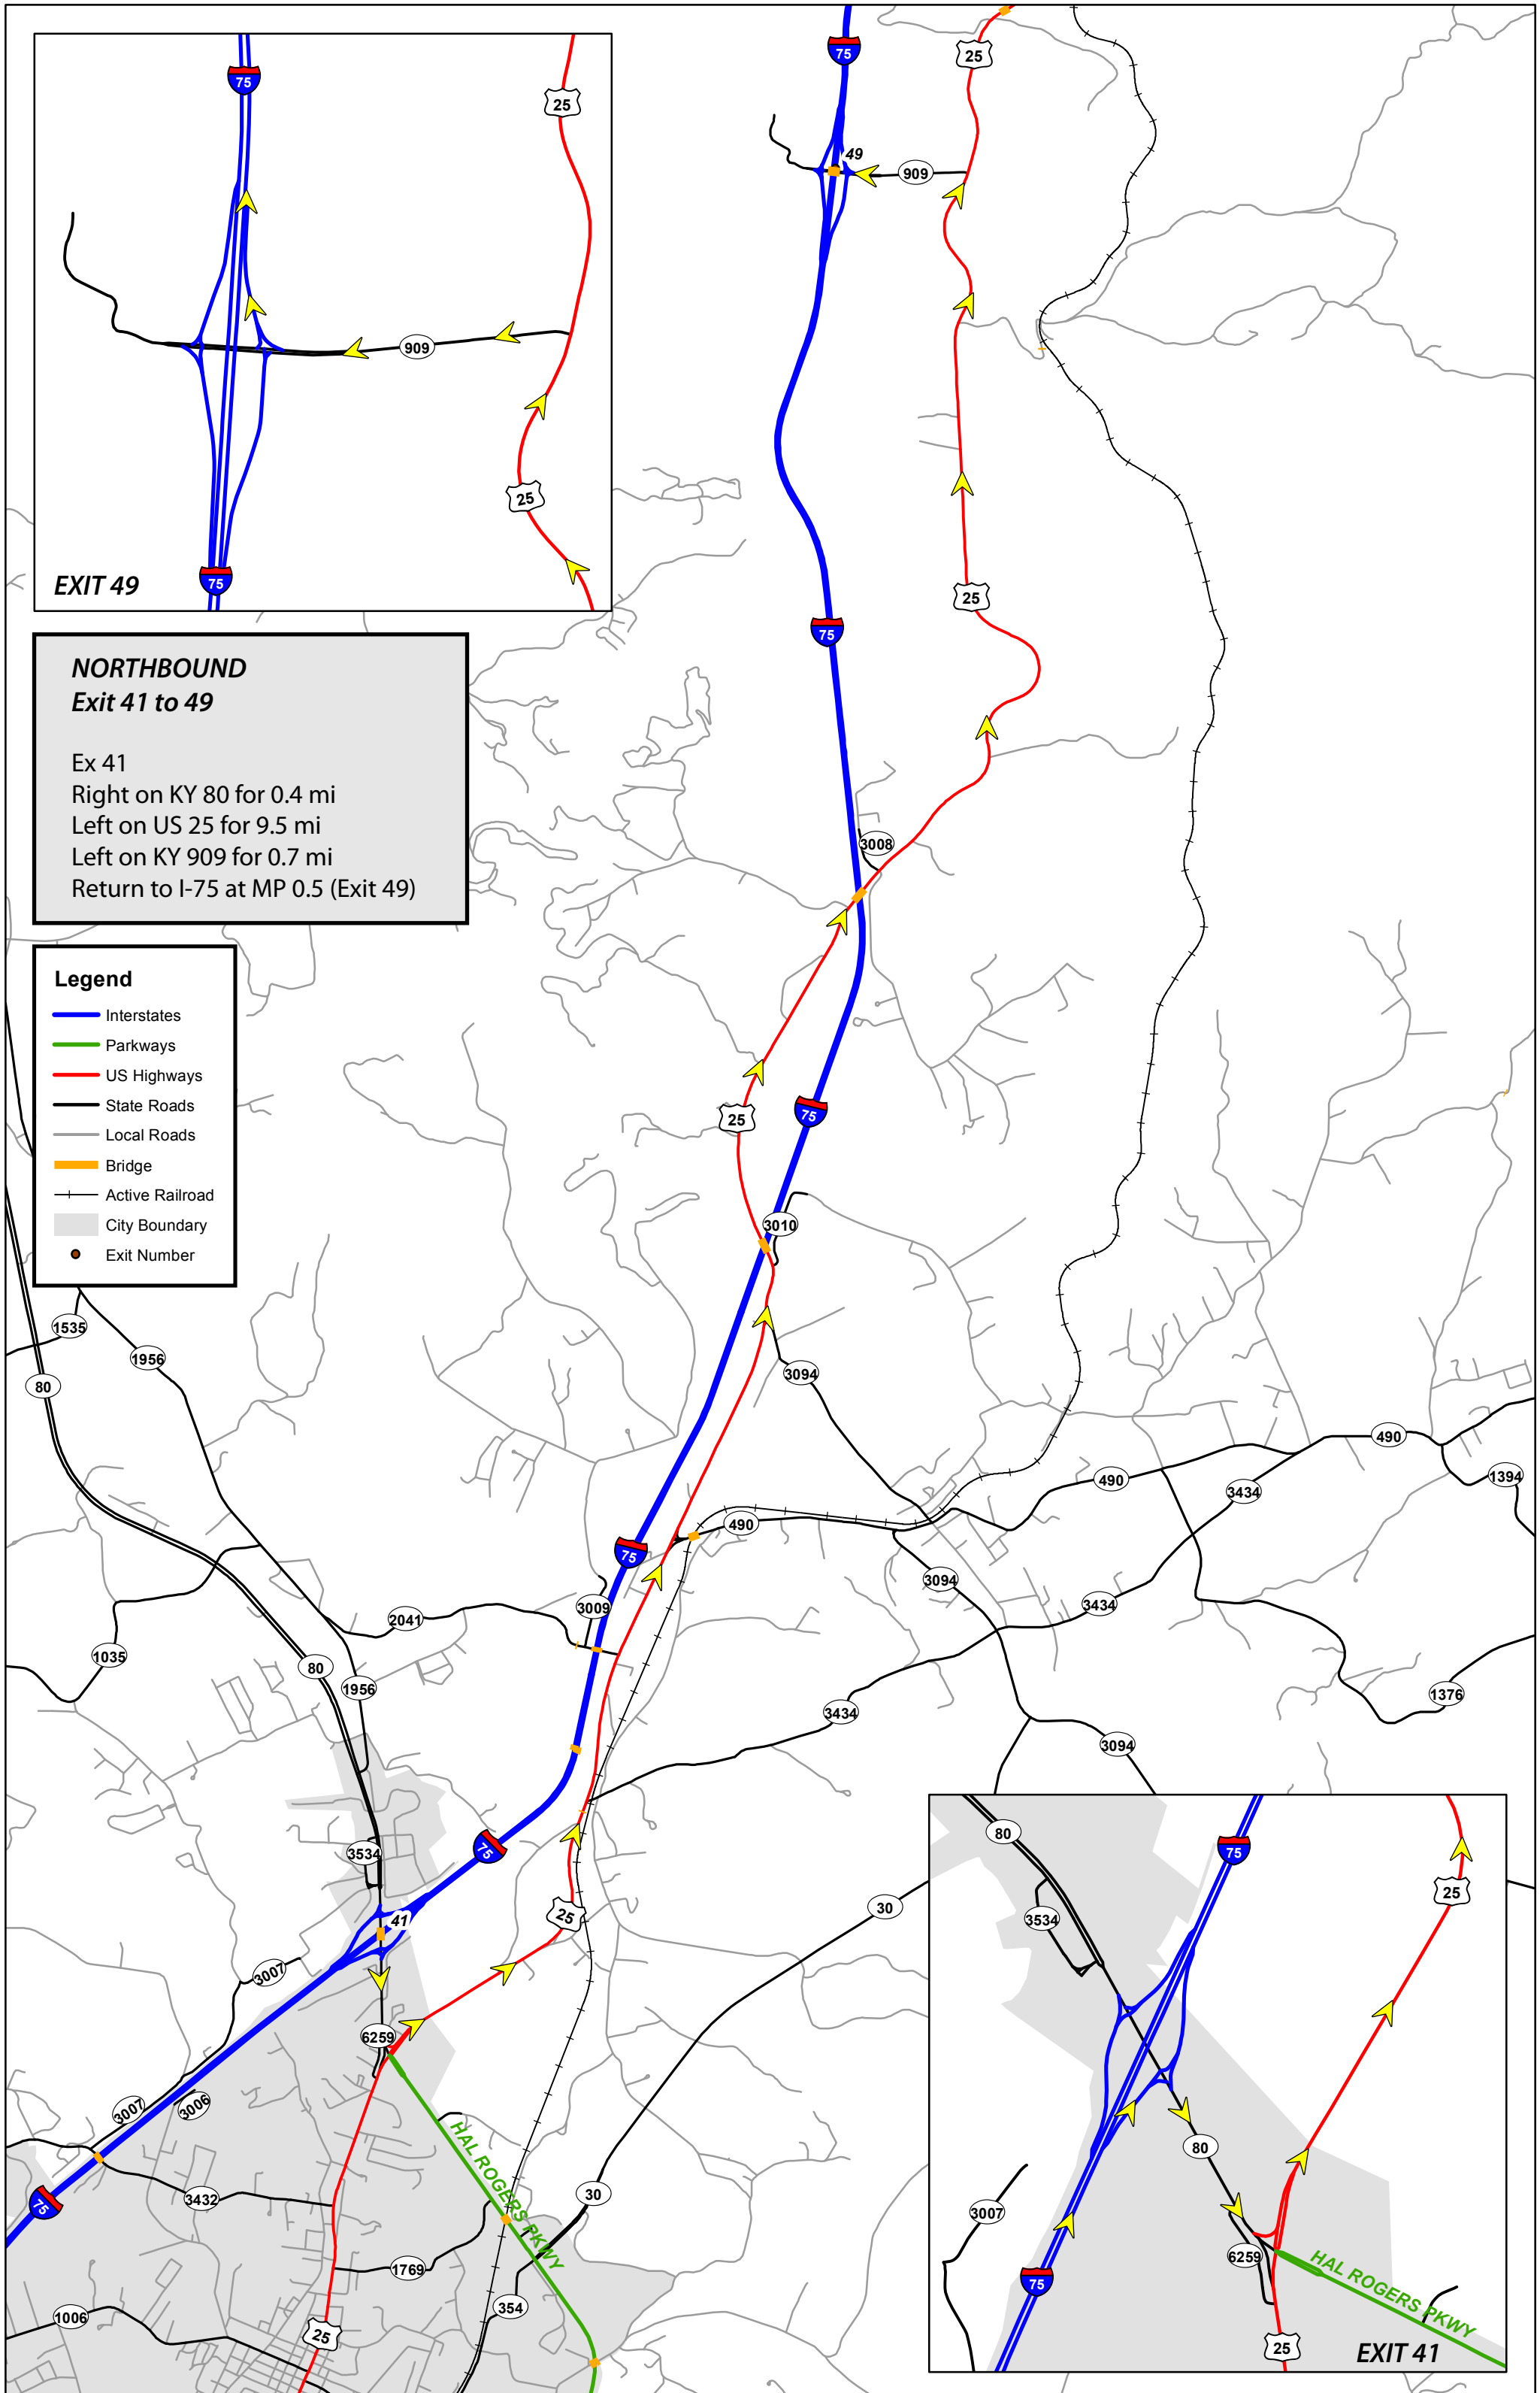 75
25
49
909
75
25
909
25
75
EXIT 49
25
75
NORTHBOUND
Exit 41 to 49
Ex 41
Right on KY 80 for 0.4 mi
Left on US 25 for 9.5 mi
Left on KY 909 for 0.7 mi
Return to I-75 at MP 0.5 (Exit 49)
3008
Legend
Interstates
Parkways
US Highways
State Roads
Local Roads
Bridge
Active Railroad
City Boundary
Exit Number
25
75
3010
1535
1956
80
3094
490
490
1394
3434
490
75
3094
3009
3434
2041
1035
80
1956
1376
3434
3094
3534
75
41
25
30
3007
6259
3007
3006
75
3432
HAL ROGERS PKWY
30
1769
354
1006
25
80
75
25
3534
80
3007
6259
75
HAL ROGERS PKWY
25
EXIT 41